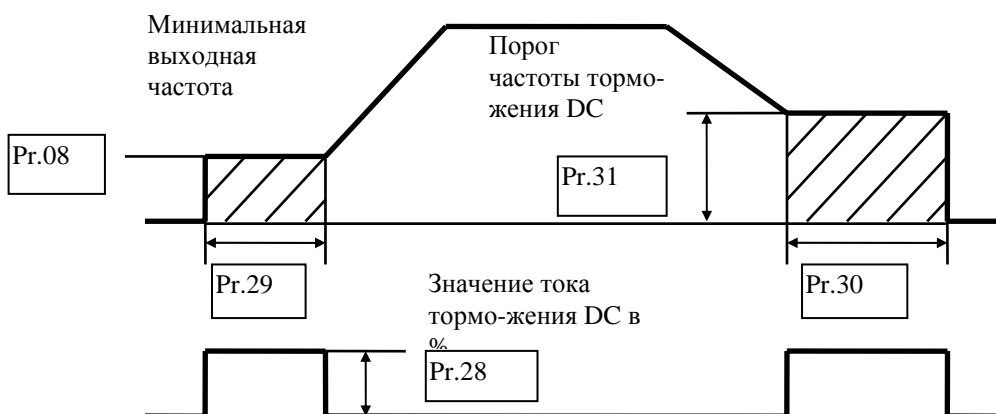 Минимальная
выходная
частота
Порог
частоты тормо-
жения DC
Pr.08
Pr.31
Pr.29
Значение тока
тормо-жения DC в
%
Pr.30
Pr.28